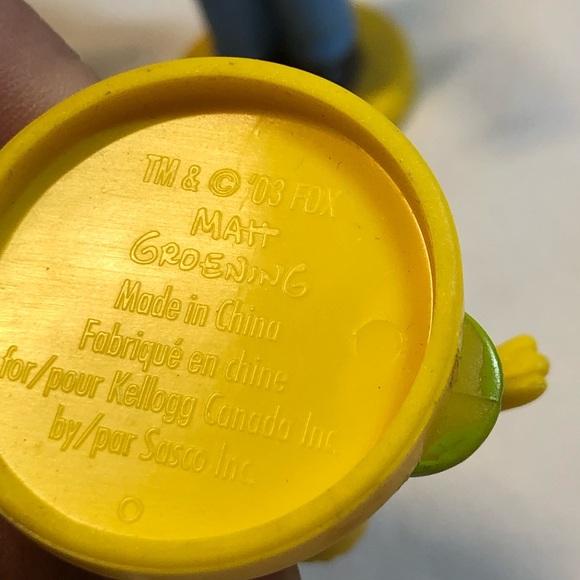 TM & © '03 FOX
MATT
GROENING
Made in China
Fabriqué en chine
for/pour Kellogg Canada Inc.
by/par Sasco Inc.